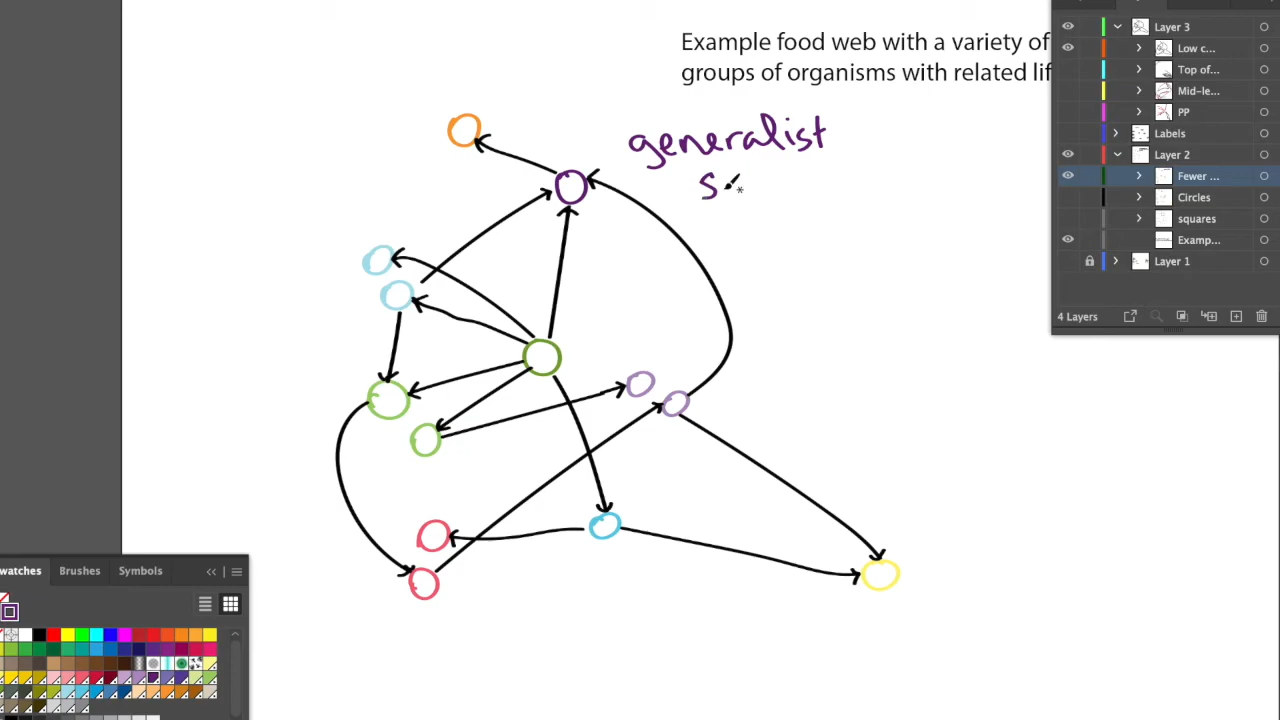 Example food web with a variety of
groups of organisms with related lif
generalist
s
Layer 3
Low c...
Top of...
Mid-le...
PP
Labels
Layer 2
Fewer ...
Circles
squares
Examp...
Layer 1
4 Layers
watches Brushes Symbols